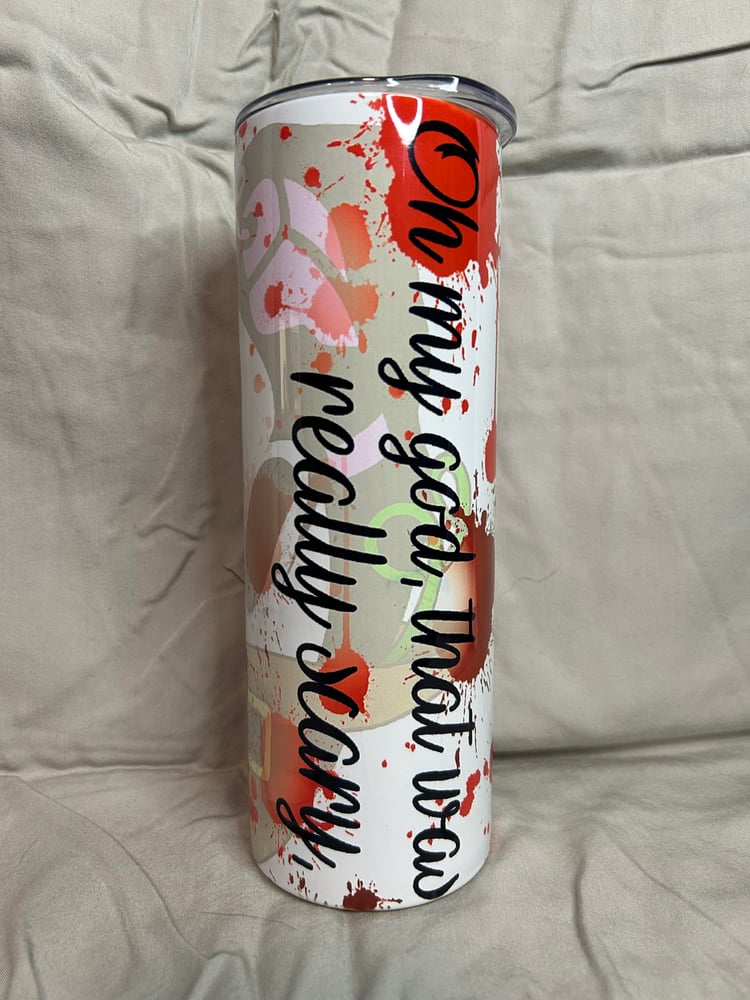 Oh my god, that was
really scary,